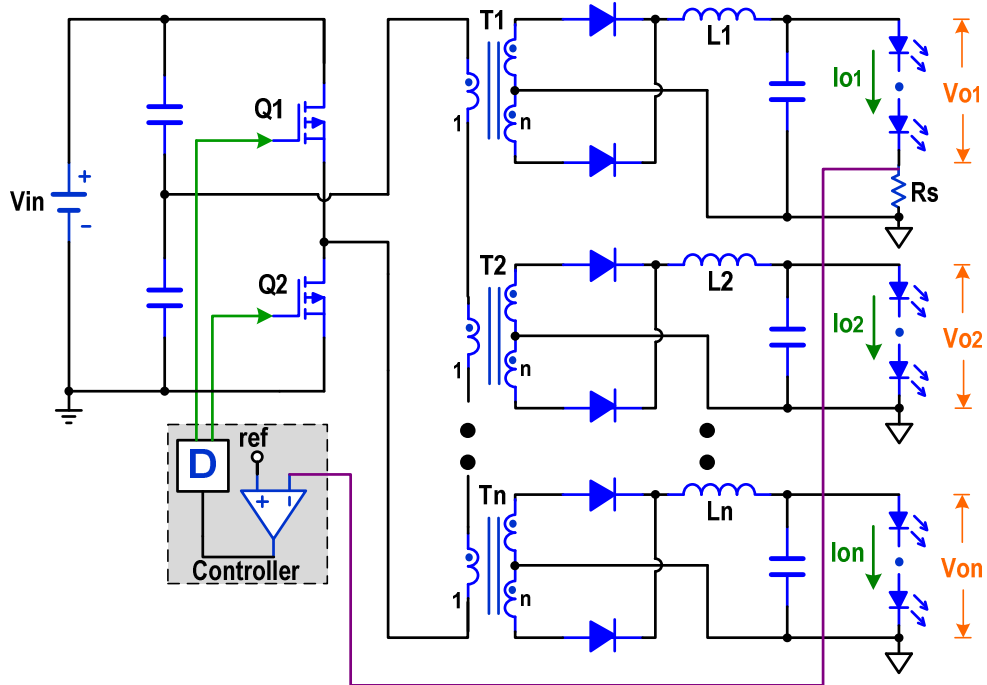 T1
L1
Io1
Vo1
Q1
1
n
Vin
+
-
Rs
T2
L2
Q2
Io2
Vo2
1
n
ref
D
+
-
Controller
Tn
Ln
Ion
Von
1
n